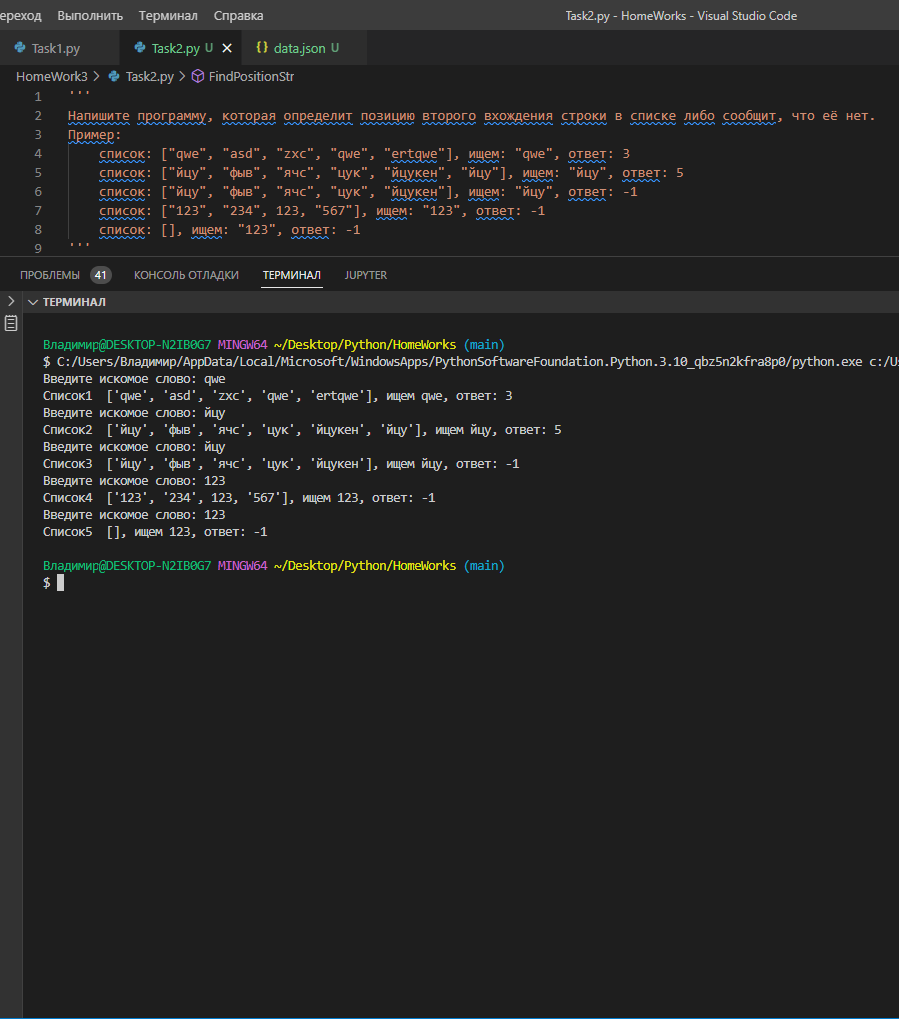 ереход Выполнить Терминал Справка Task2.py - HomeWorks - Visual Studio Code
Task1.py Task2.py U data.json U
HomeWork3 > Task2.py > FindPositionStr
1 '''
2 Напишите программу, которая определит позицию второго вхождения строки в списке либо сообщит, что её нет.
3 Пример:
4 список: ["qwe", "asd", "zxc", "qwe", "ertqwe"], ищем: "qwe", ответ: 3
5 список: ["йцу", "фыв", "ячс", "цук", "йцукен", "йцу"], ищем: "йцу", ответ: 5
6 список: ["йцу", "фыв", "ячс", "цук", "йцукен"], ищем: "йцу", ответ: -1
7 список: ["123", "234", 123, "567"], ищем: "123", ответ: -1
8 список: [], ищем: "123", ответ: -1
9 '''
ПРОБЛЕМЫ 41 КОНСОЛЬ ОТЛАДКИ ТЕРМИНАЛ JUPYTER
ТЕРМИНАЛ
Владимир@DESKTOP-N2IB0G7 MINGW64 ~/Desktop/Python/HomeWorks (main)
$ C:/Users/Владимир/AppData/Local/Microsoft/WindowsApps/PythonSoftwareFoundation.Python.3.10_qbz5n2kfra8p0/python.exe c:/Us
Введите искомое слово: qwe
Список1 ['qwe', 'asd', 'zxc', 'qwe', 'ertqwe'], ищем qwe, ответ: 3
Введите искомое слово: йцу
Список2 ['йцу', 'фыв', 'ячс', 'цук', 'йцукен', 'йцу'], ищем йцу, ответ: 5
Введите искомое слово: йцу
Список3 ['йцу', 'фыв', 'ячс', 'цук', 'йцукен'], ищем йцу, ответ: -1
Введите искомое слово: 123
Список4 ['123', '234', 123, '567'], ищем 123, ответ: -1
Введите искомое слово: 123
Список5 [], ищем 123, ответ: -1
Владимир@DESKTOP-N2IB0G7 MINGW64 ~/Desktop/Python/HomeWorks (main)
$